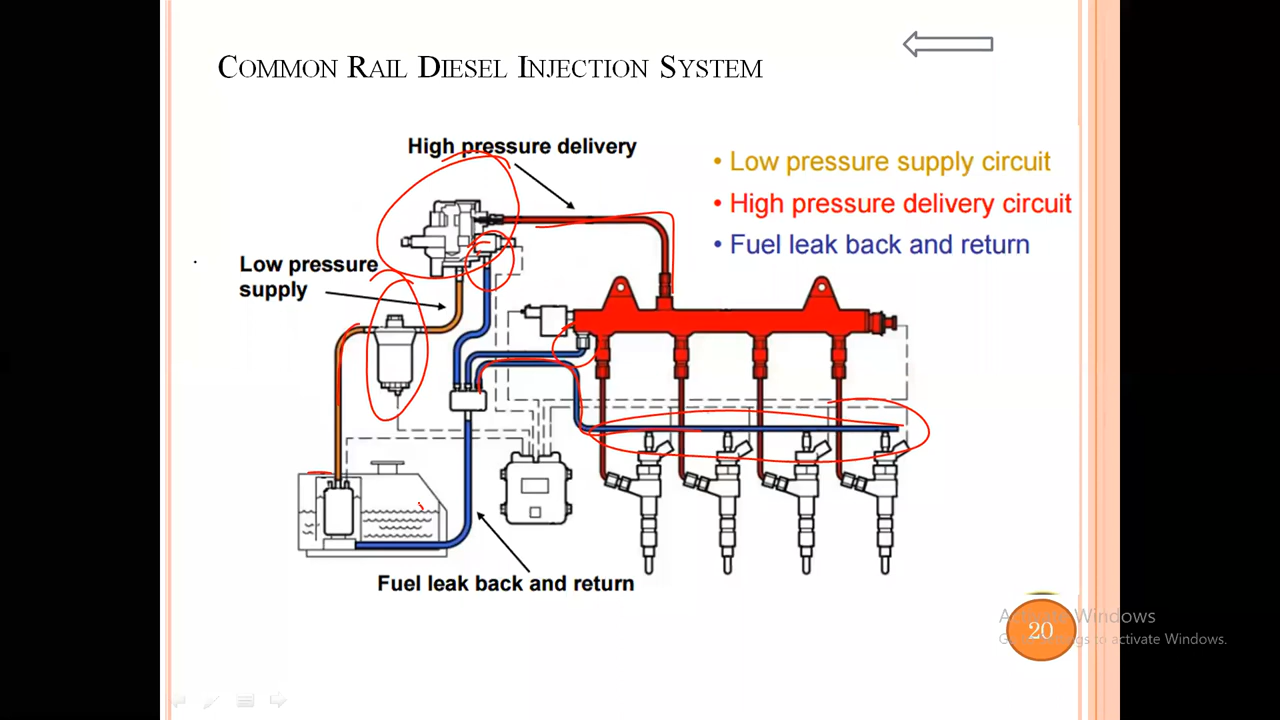 COMMON RAIL DIESEL INJECTION SYSTEM
High pressure delivery
• Low pressure supply circuit
• High pressure delivery circuit
• Fuel leak back and return
Low pressure
supply
Fuel leak back and return
20
Activate Windows
Go to Settings to activate Windows.